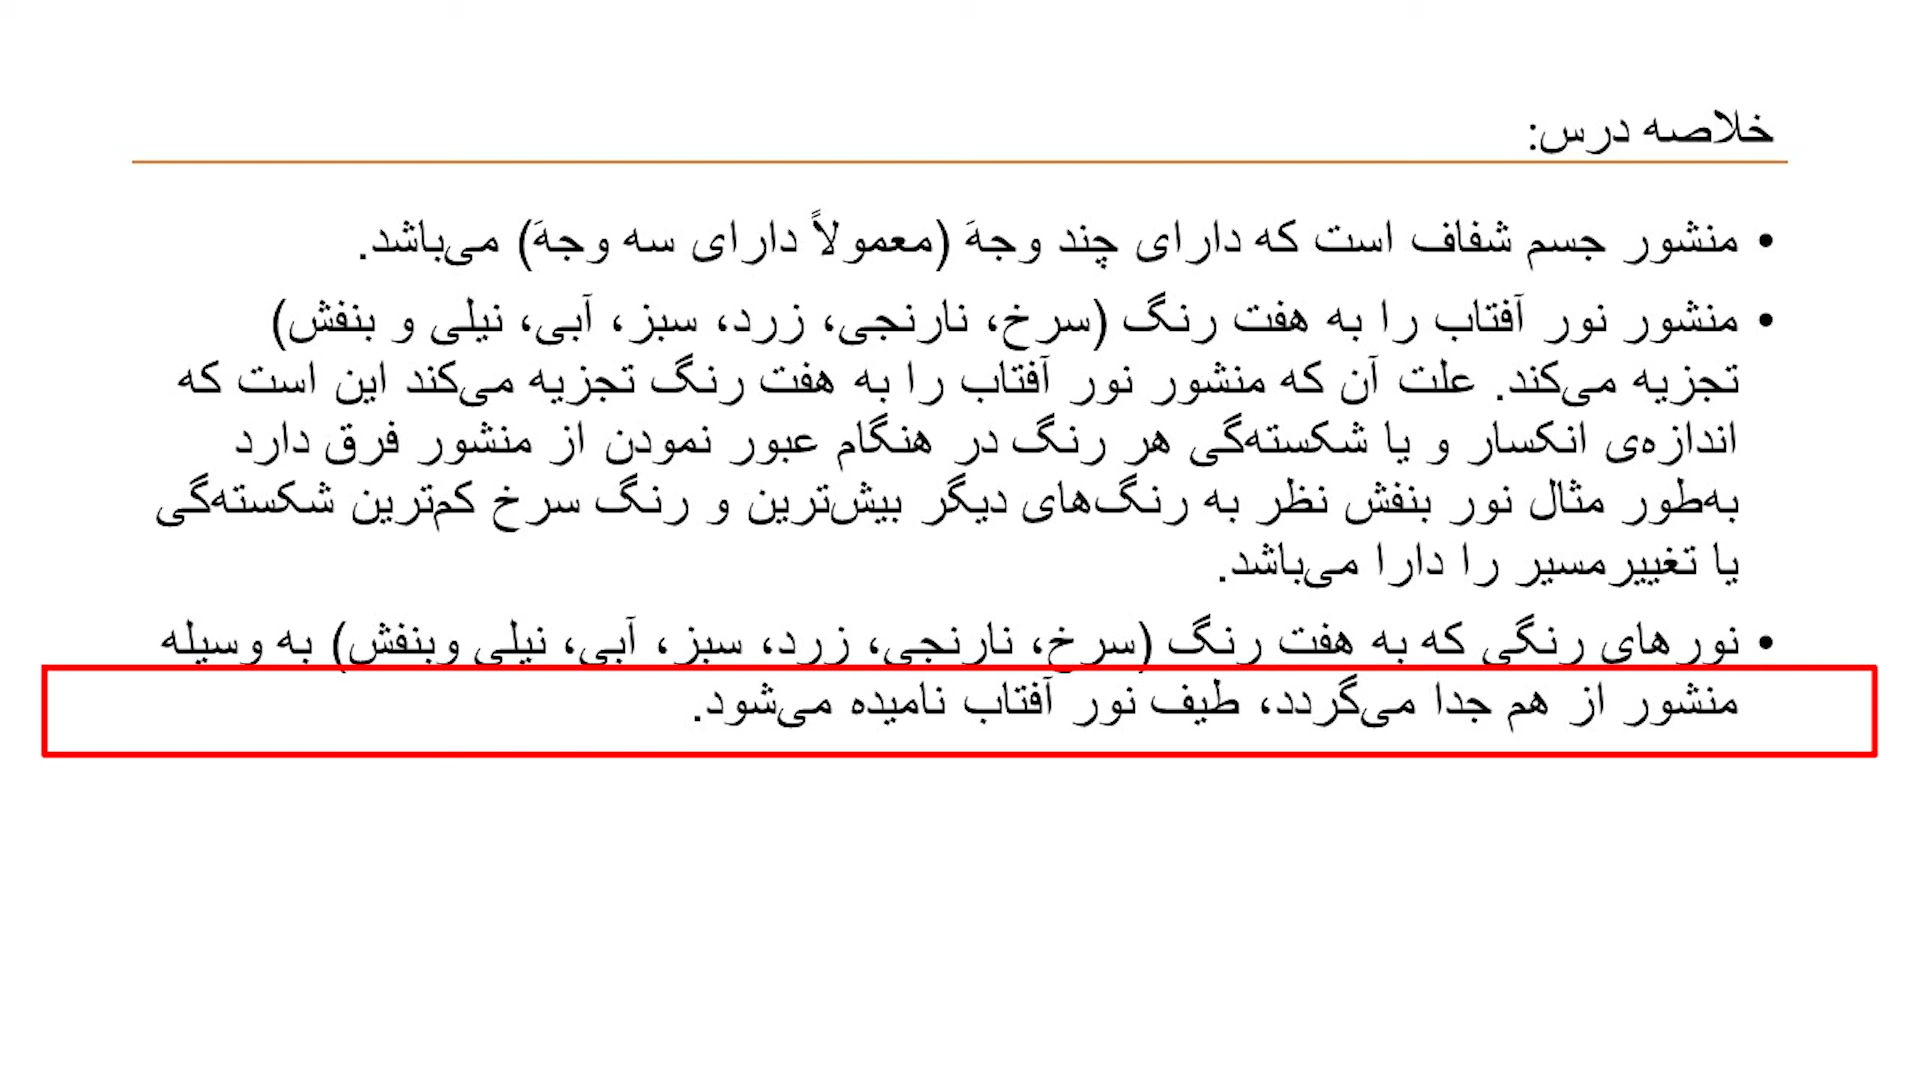 خلاصه درس:
• منشور جسم شفاف است که دارای چند وجهَ (معمولاً دارای سه وجهَ) می‌باشد.
• منشور نور آفتاب را به هفت رنگ (سرخ، نارنجی، زرد، سبز، آبی، نیلی و بنفش)
تجزیه می‌کند. علت آن که منشور نور آفتاب را به هفت رنگ تجزیه می‌کند این است که
اندازه‌ی انکسار و یا شکسته‌گی هر رنگ در هنگام عبور نمودن از منشور فرق دارد
به‌طور مثال نور بنفش نظر به رنگ‌های دیگر بیش‌ترین و رنگ سرخ کم‌ترین شکسته‌گی
یا تغییرمسیر را دارا می‌باشد.
• نورهای رنگی که به هفت رنگ (سرخ، نارنجی، زرد، سبز، آبی، نیلی وبنفش) به وسیله
منشور از هم جدا می‌گردد، طیف نور آفتاب نامیده می‌شود.